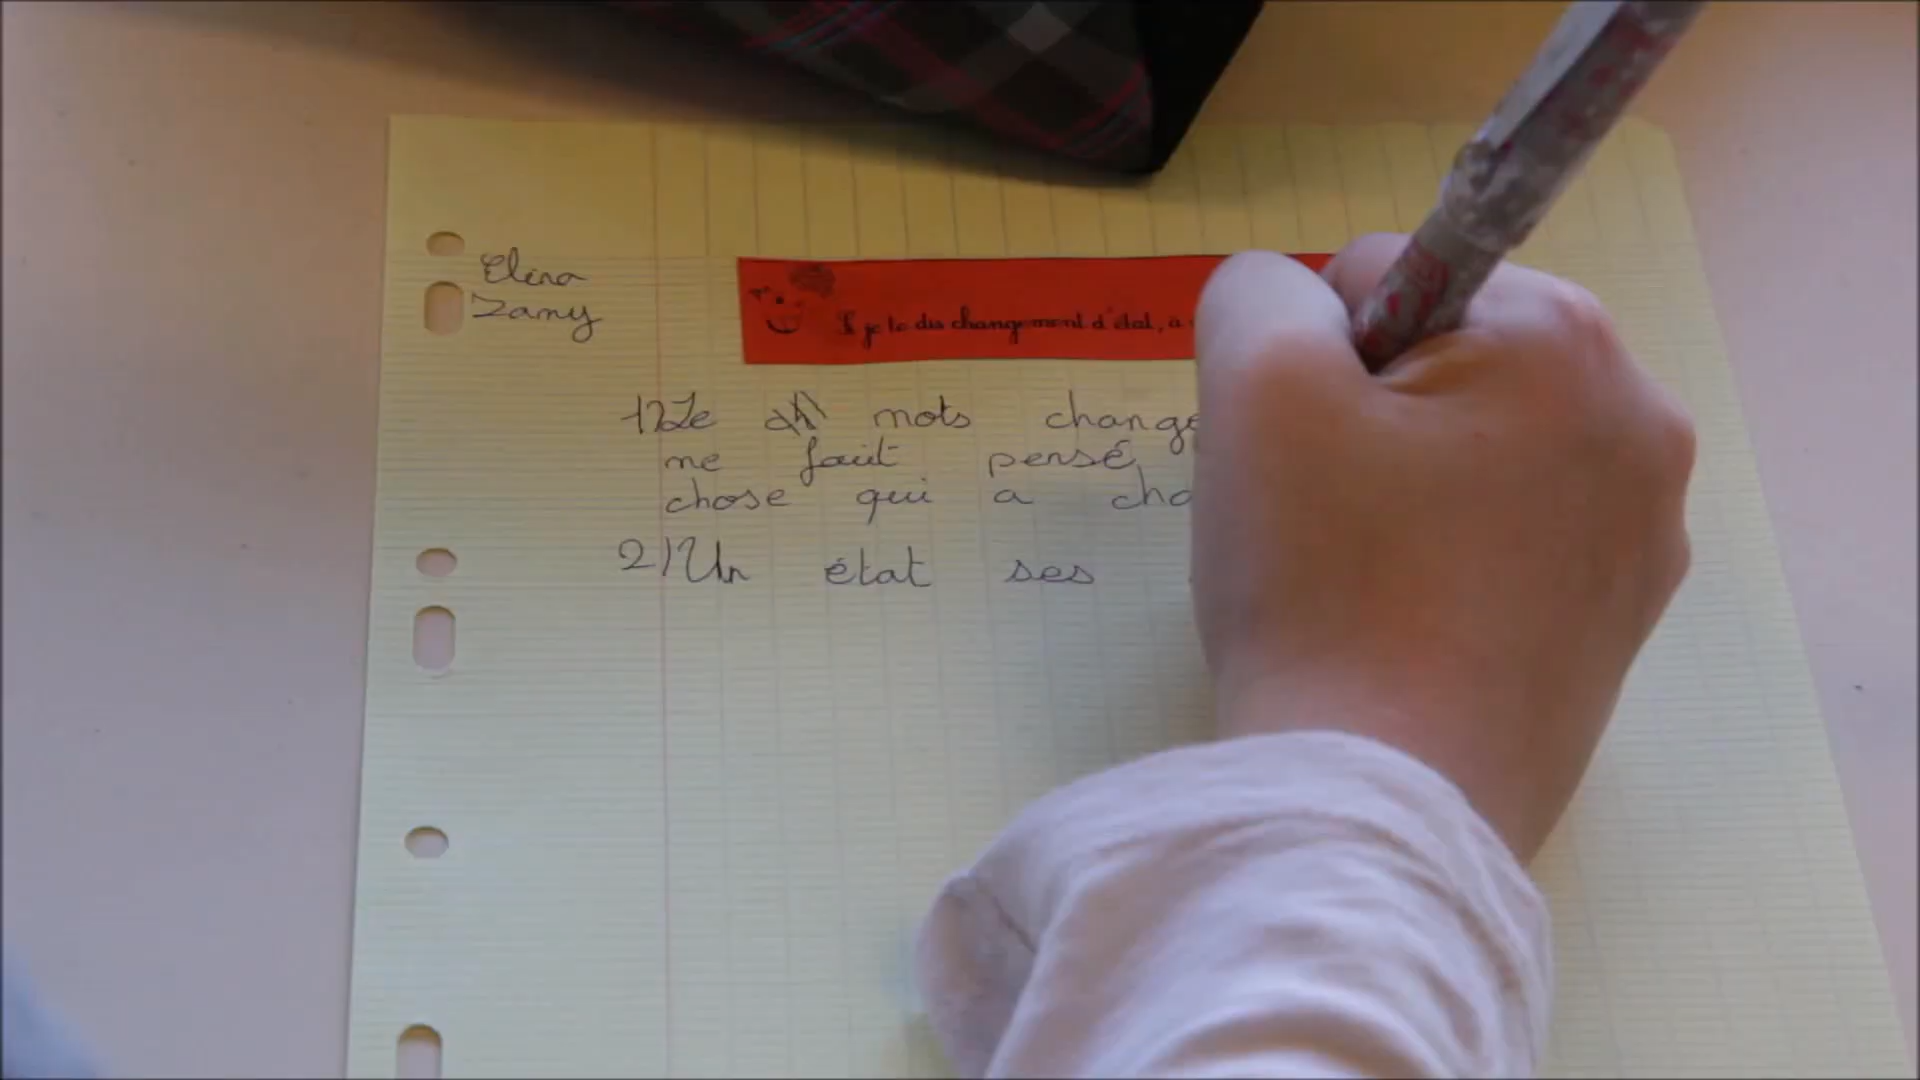 Elina
Zamy
Si je te dis changement d'état, à
1) Le mots change
me fait pensé
chose qui a cha
2) Un état ses